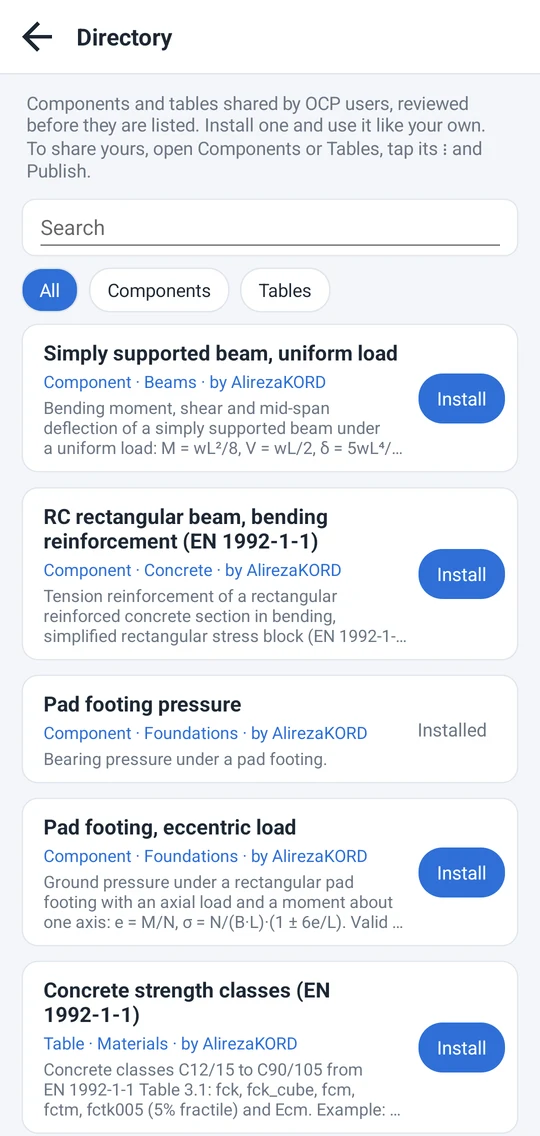 Directory
Components and tables shared by OCP users, reviewed
before they are listed. Install one and use it like your own.
To share yours, open Components or Tables, tap its ⋮ and
Publish.
Search
All
Components
Tables
Simply supported beam, uniform load
Component · Beams · by AlirezaKORD
Bending moment, shear and mid-span
deflection of a simply supported beam under
a uniform load: M = wL²/8, V = wL/2, δ = 5wL⁴/…
Install
RC rectangular beam, bending
reinforcement (EN 1992-1-1)
Component · Concrete · by AlirezaKORD
Tension reinforcement of a rectangular
reinforced concrete section in bending,
simplified rectangular stress block (EN 1992-1-…
Install
Pad footing pressure
Component · Foundations · by AlirezaKORD
Bearing pressure under a pad footing.
Installed
Pad footing, eccentric load
Component · Foundations · by AlirezaKORD
Ground pressure under a rectangular pad
footing with an axial load and a moment about
one axis: e = M/N, σ = N/(B·L)·(1 ± 6e/L). Valid …
Install
Concrete strength classes (EN
1992-1-1)
Table · Materials · by AlirezaKORD
Concrete classes C12/15 to C90/105 from
EN 1992-1-1 Table 3.1: fck, fck_cube, fcm,
fctm, fctk005 (5% fractile) and Ecm. Example: …
Install